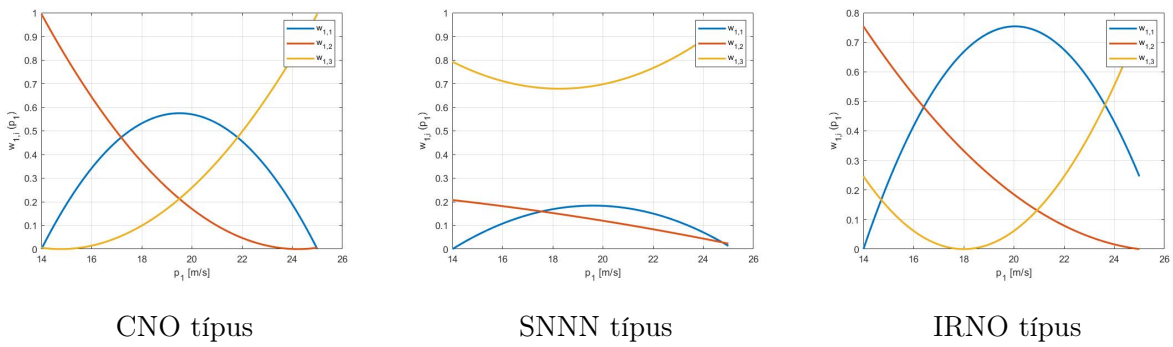 w1,i (p1)
1
0.9
0.8
0.7
0.6
0.5
0.4
0.3
0.2
0.1
0
14 16 18 20 22 24 26
p1 [m/s]
w1,1
w1,2
w1,3
CNO típus
w1,i (p1)
1
0.9
0.8
0.7
0.6
0.5
0.4
0.3
0.2
0.1
0
14 16 18 20 22 24 26
p1 [m/s]
w1,1
w1,2
w1,3
SNNN típus
w1,i (p1)
0.8
0.7
0.6
0.5
0.4
0.3
0.2
0.1
0
14 16 18 20 22 24 26
p1 [m/s]
w1,1
w1,2
w1,3
IRNO típus